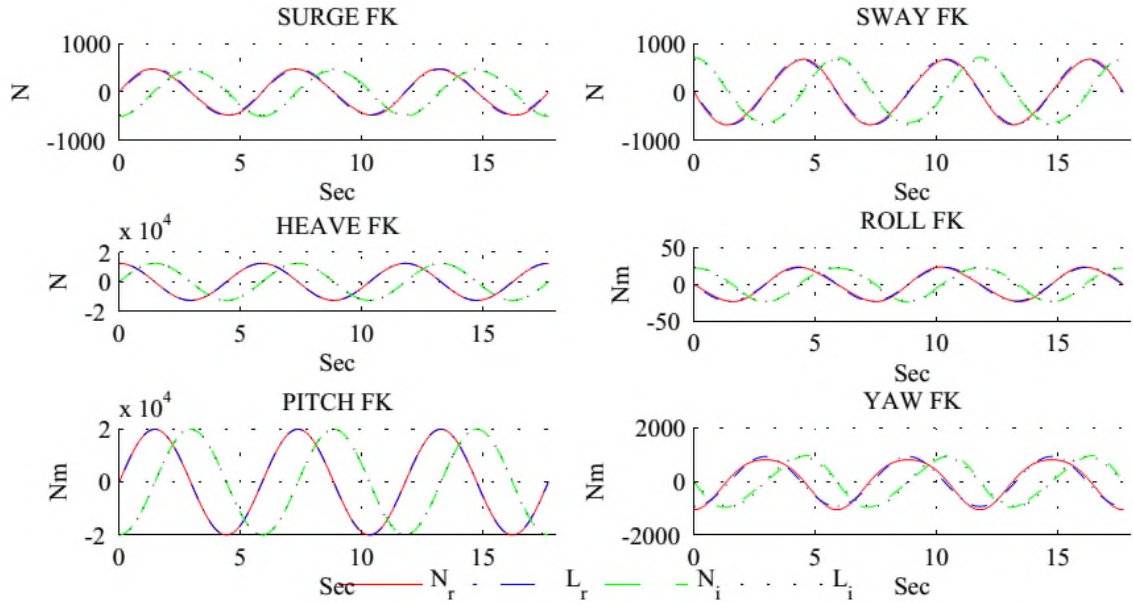 SURGE FK
1000
0
-1000
N
0 5 10 15
Sec
SWAY FK
1000
0
-1000
N
0 5 10 15
Sec
HEAVE FK
x 10^4
2
0
-2
N
0 5 10 15
Sec
ROLL FK
50
0
-50
Nm
0 5 10 15
Sec
PITCH FK
x 10^4
2
0
-2
Nm
0 5 10 15
Sec
YAW FK
2000
0
-2000
Nm
0 5 10 15
N_r L_r N_i L_i